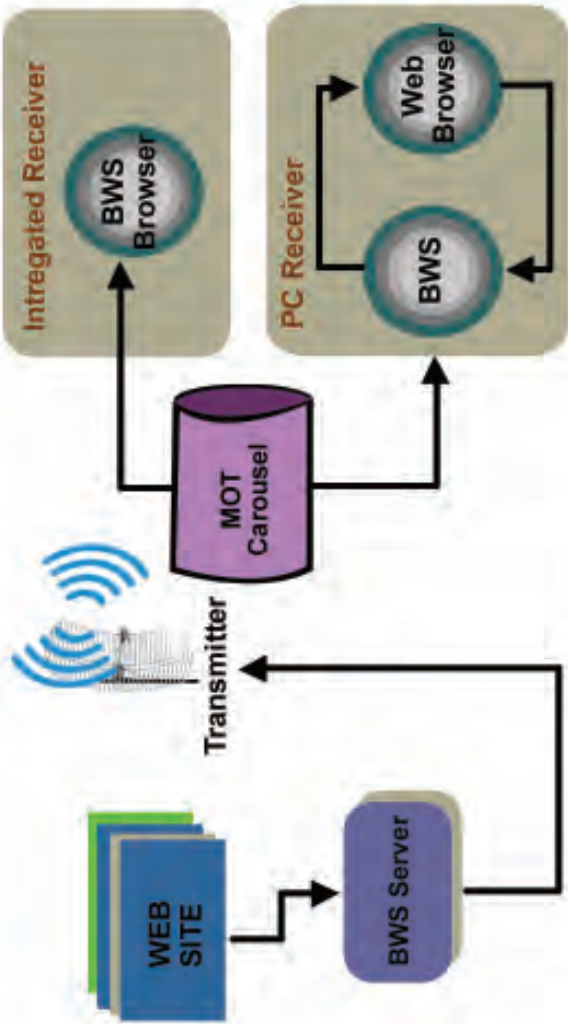 WEB
SITE
BWS Server
Transmitter
MOT
Carousel
Intregated Receiver
BWS
Browser
PC Receiver
BWS
Web
Browser